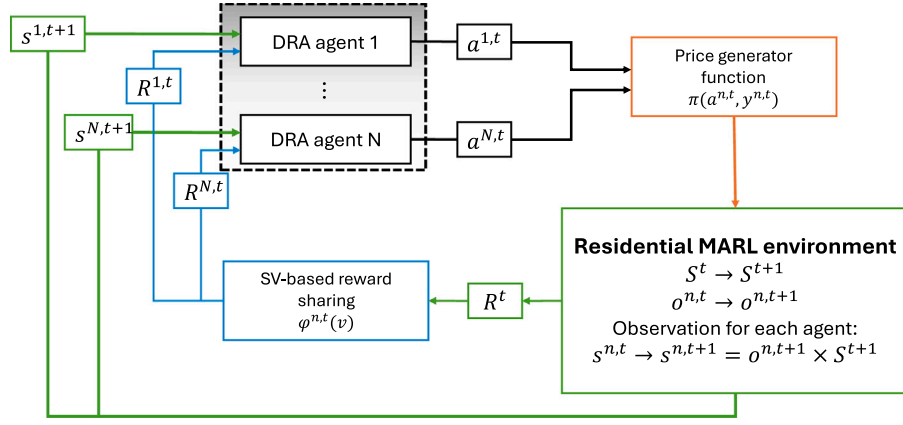 s^{1,t+1}
DRA agent 1
a^{1,t}
R^{1,t}
⋮
Price generator
function
π(a^{n,t}, y^{n,t})
s^{N,t+1}
DRA agent N
a^{N,t}
R^{N,t}
Residential MARL environment
S^t → S^{t+1}
o^{n,t} → o^{n,t+1}
Observation for each agent:
s^{n,t} → s^{n,t+1} = o^{n,t+1} × S^{t+1}
SV-based reward
sharing
φ^{n,t}(v)
R^t